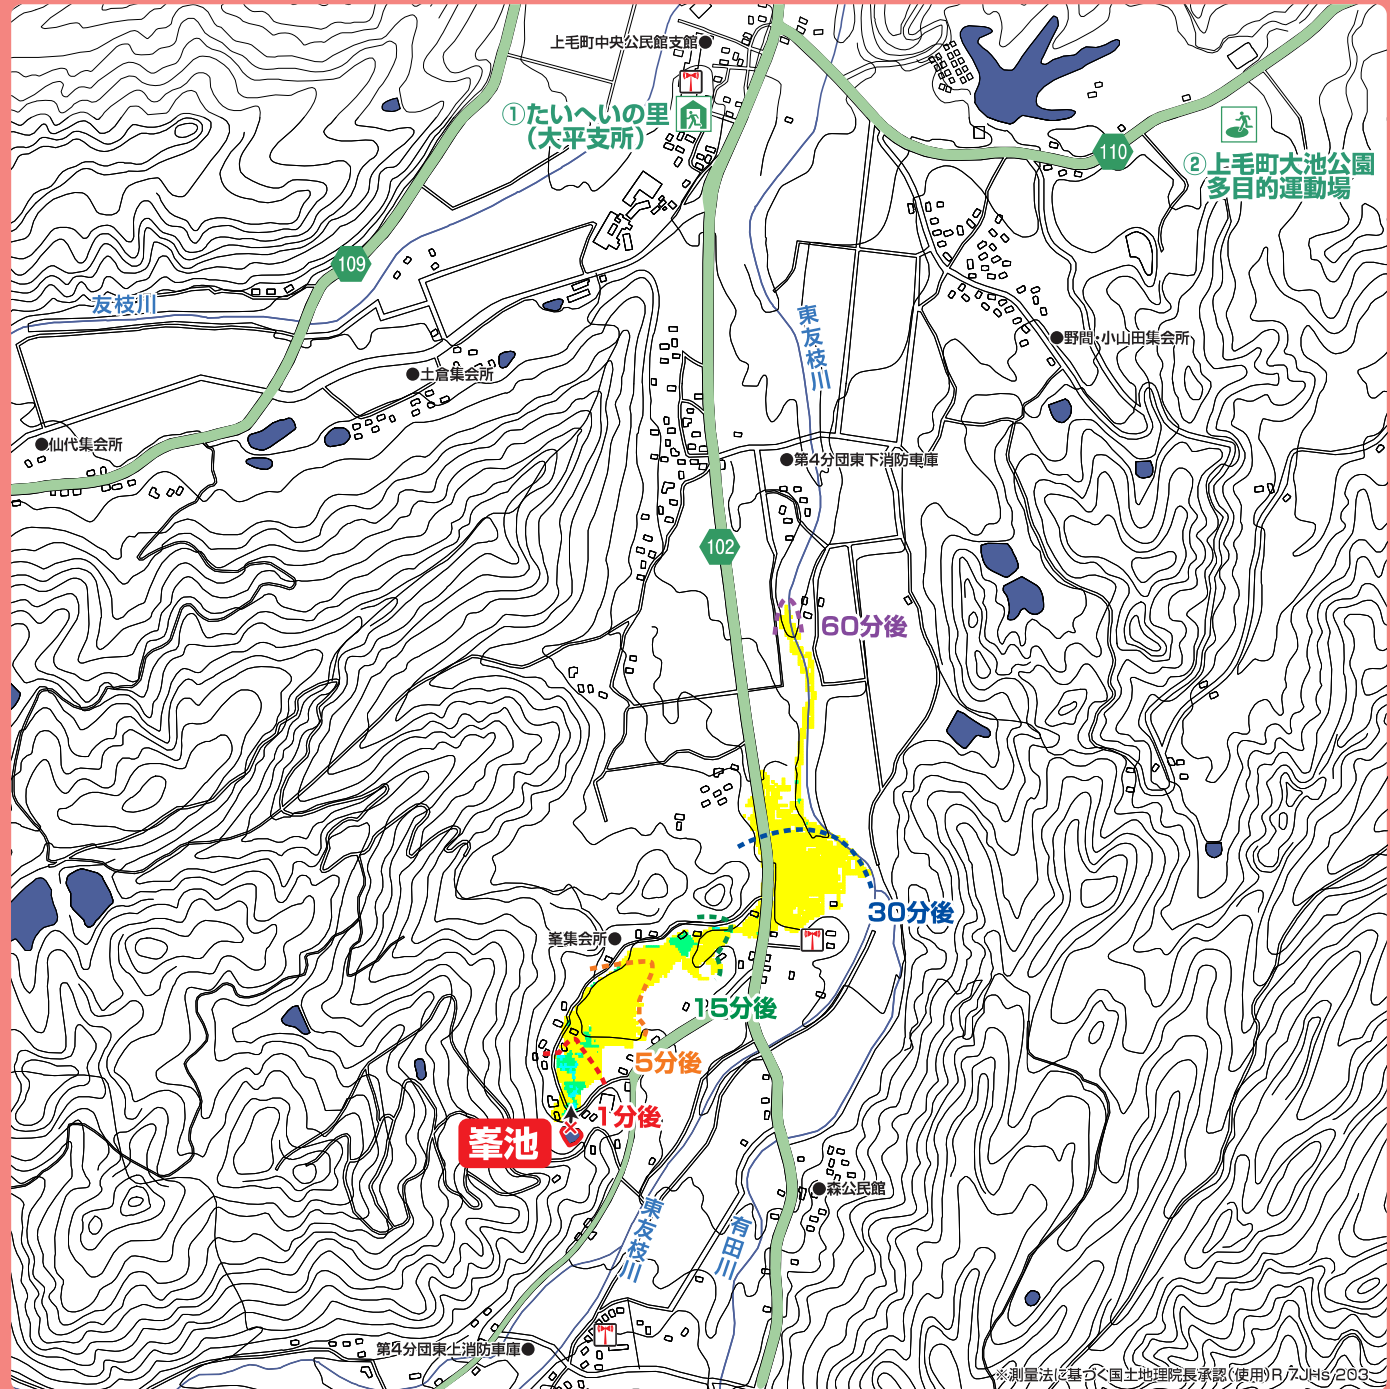 上毛町中央公民館支館
①たいへいの里
（大平支所）
110
②上毛町大池公園
多目的運動場
109
友枝川
東友枝川
野間・小山田集会所
土倉集会所
仙代集会所
第4分団東下消防車庫
102
60分後
30分後
峯集会所
15分後
5分後
1分後
峯池
森公民館
東友枝川
有田川
第4分団東上消防車庫
※測量法に基づく国土地理院長承認（使用）R 7JHs 203